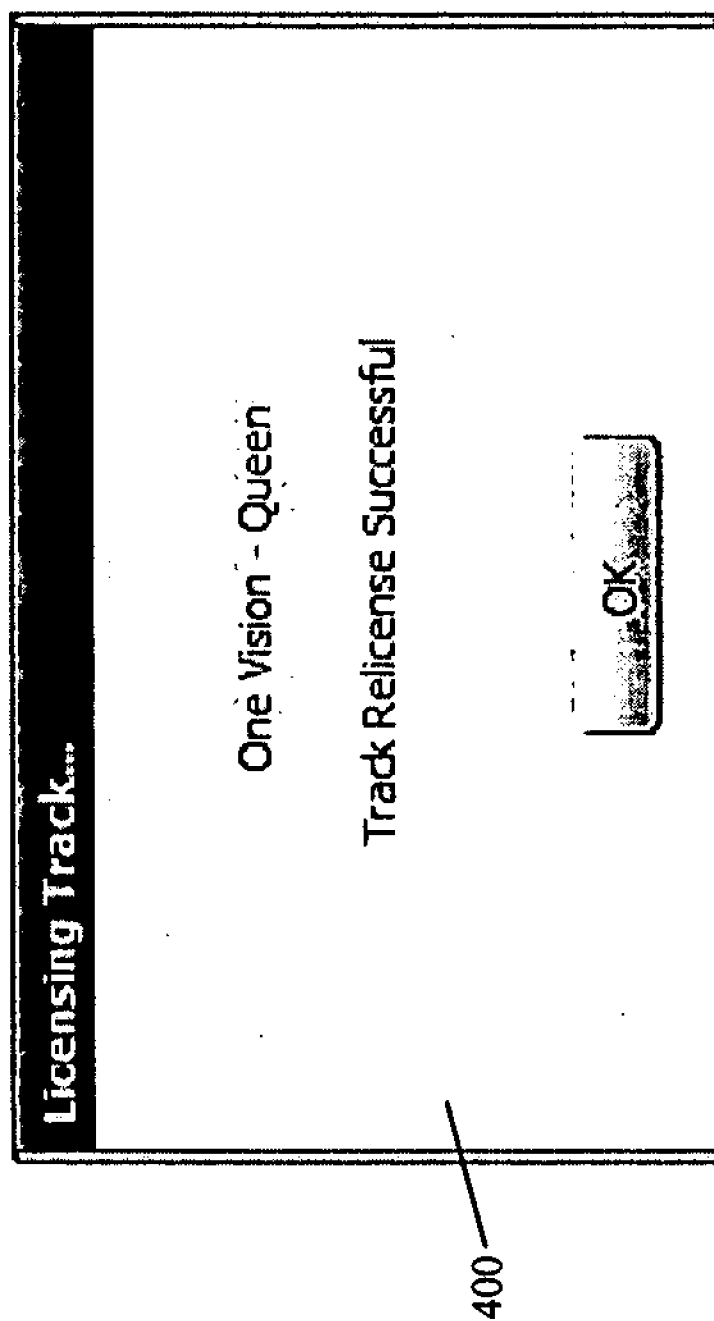 Licensing Track...
One Vision - Queen
Track Relicense Successful
OK
400